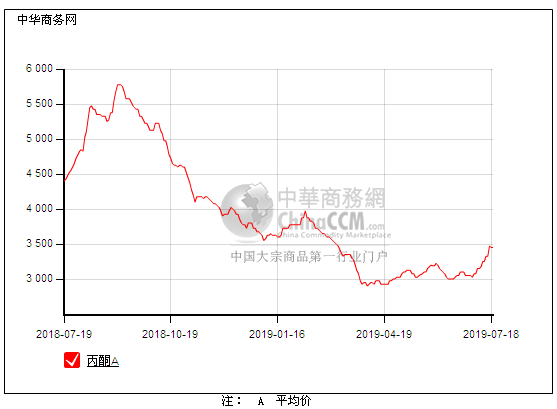 中华商务网
6 000
5 500
5 000
4 500
4 000
3 500
3 000
中華商務網
ChinaCCM.com
China Commodity Marketplace
中国大宗商品第一行业门户
2018-07-19 2018-10-19 2019-01-16 2019-04-19 2019-07-18
丙酮A
注： A 平均价